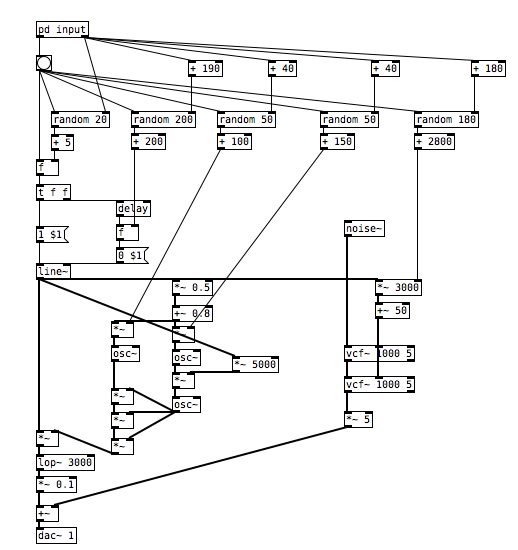 pd input
+ 190
+ 40
+ 40
+ 180
random 20
random 200
random 50
random 50
random 180
+ 5
+ 200
+ 100
+ 150
+ 2800
f
t f f
delay
1 $1
f
noise~
0 $1
line~
*~ 0.5
*~ 3000
+~ 0.8
+~ 50
*~
*~
osc~
osc~
vcf~ 1000 5
*~ 5000
*~
vcf~ 1000 5
*~
osc~
*~
*~ 5
*~
*~
lop~ 3000
*~ 0.1
+~
dac~ 1